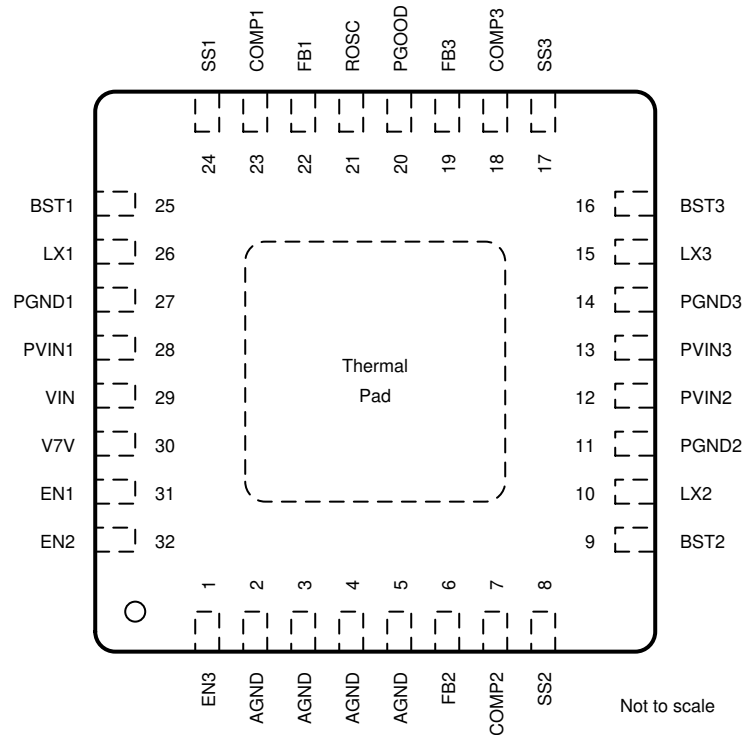 SS1
COMP1
FB1
ROSC
PGOOD
FB3
COMP3
SS3
24
23
22
21
20
19
18
17
BST1 25
LX1 26
PGND1 27
PVIN1 28
VIN 29
V7V 30
EN1 31
EN2 32
Thermal
Pad
16 BST3
15 LX3
14 PGND3
13 PVIN3
12 PVIN2
11 PGND2
10 LX2
9 BST2
1
2
3
4
5
6
7
8
EN3
AGND
AGND
AGND
AGND
FB2
COMP2
SS2
Not to scale